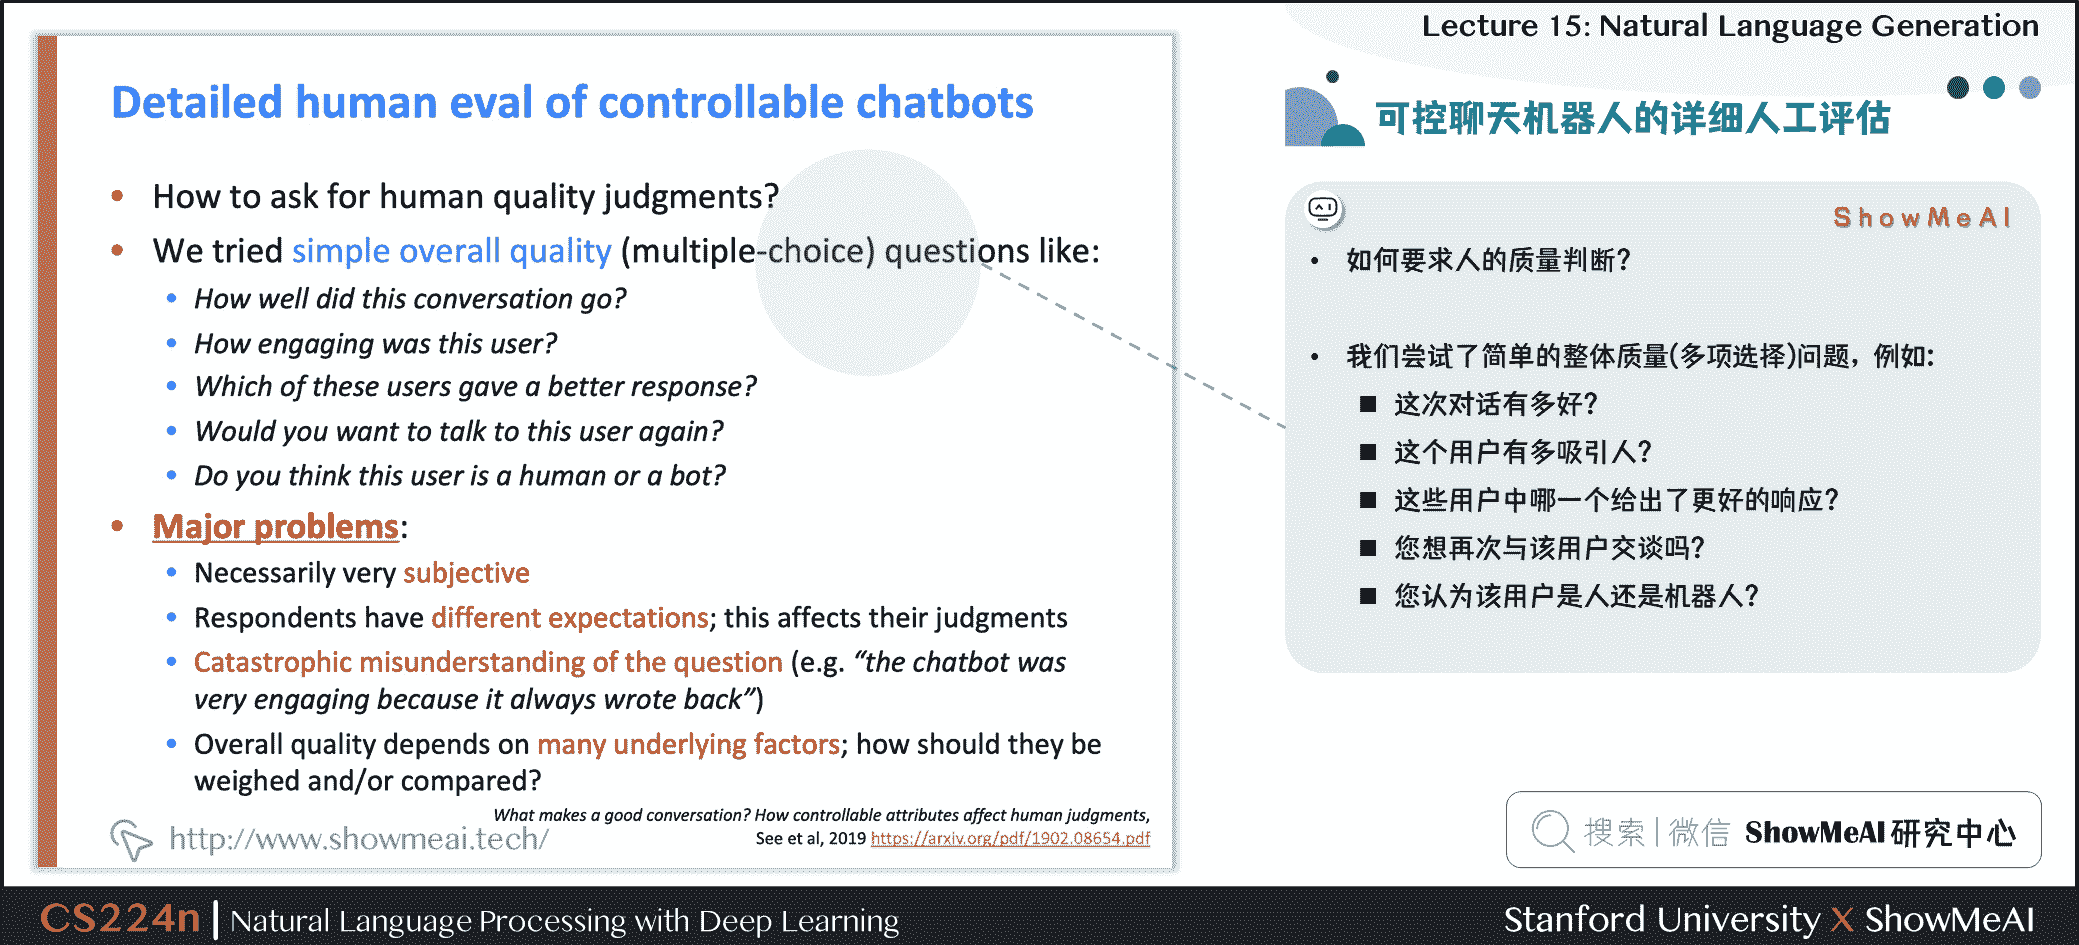 Lecture 15: Natural Language Generation
Detailed human eval of controllable chatbots
• How to ask for human quality judgments?
• We tried simple overall quality (multiple-choice) questions like:
• How well did this conversation go?
• How engaging was this user?
• Which of these users gave a better response?
• Would you want to talk to this user again?
• Do you think this user is a human or a bot?
• Major problems:
• Necessarily very subjective
• Respondents have different expectations; this affects their judgments
• Catastrophic misunderstanding of the question (e.g. “the chatbot was
very engaging because it always wrote back”)
• Overall quality depends on many underlying factors; how should they be
weighed and/or compared?
What makes a good conversation? How controllable attributes affect human judgments,
See et al, 2019 https://arxiv.org/pdf/1902.08654.pdf
http://www.showmeai.tech/
可控聊天机器人的详细人工评估
ShowMeAI
• 如何要求人的质量判断?
• 我们尝试了简单的整体质量(多项选择)问题，例如:
■ 这次对话有多好?
■ 这个用户有多吸引人?
■ 这些用户中哪一个给出了更好的响应?
■ 您想再次与该用户交谈吗?
■ 您认为该用户是人还是机器人?
搜索 | 微信 ShowMeAI 研究中心
CS224n | Natural Language Processing with Deep Learning
Stanford University X ShowMeAI